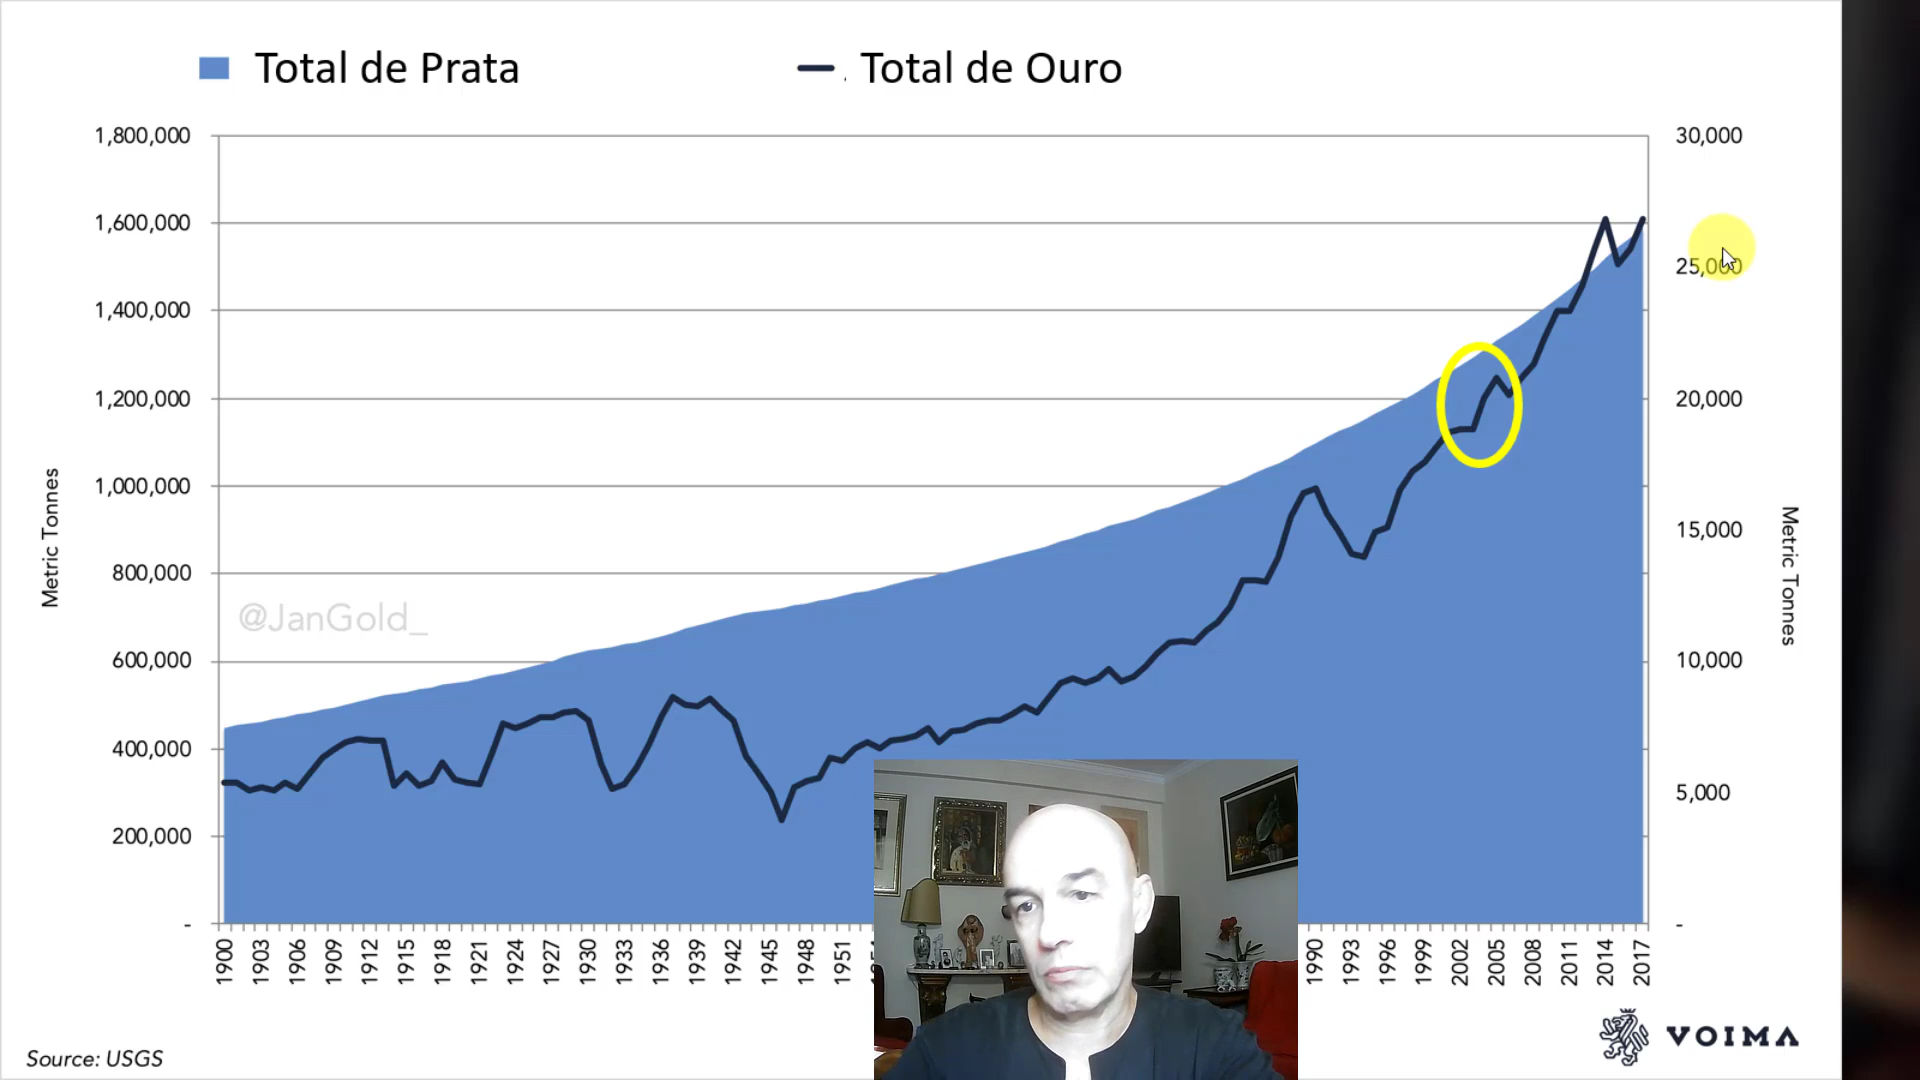 Total de Prata
. Total de Ouro
1,800,000
1,600,000
1,400,000
1,200,000
1,000,000
800,000
600,000
400,000
200,000
-
30,000
25,000
20,000
15,000
10,000
5,000
-
Metric Tonnes
Metric Tonnes
@JanGold_
1900 1903 1906 1909 1912 1915 1918 1921 1924 1927 1930 1933 1936 1939 1942 1945 1948 1951 1990 1993 1996 1999 2002 2005 2008 2011 2014 2017
VOIMA
Source: USGS